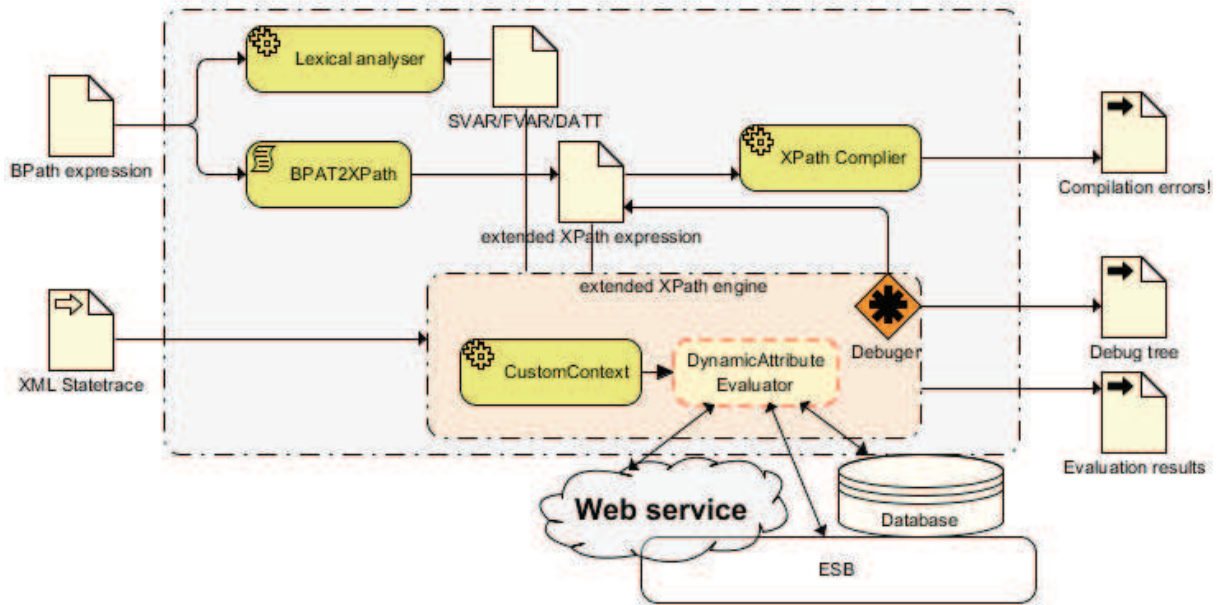 Lexical analyser
SVAR/FVAR/DATT
BPath expression
BPAT2XPath
XPath Complier
Compilation errors!
extended XPath expression
extended XPath engine
XML Statetrace
CustomContext
DynamicAttribute
Evaluator
Debuger
Debug tree
Evaluation results
Web service
Database
ESB